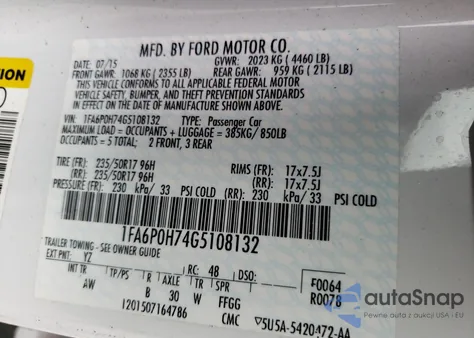 MFD. BY FORD MOTOR CO.
DATE: 07/15 GVWR: 2023 KG ( 4460 LB)
FRONT GAWR: 1068 KG ( 2355 LB) REAR GAWR: 959 KG ( 2115 LB)
THIS VEHICLE CONFORMS TO ALL APPLICABLE FEDERAL MOTOR
VEHICLE SAFETY, BUMPER, AND THEFT PREVENTION STANDARDS
IN EFFECT ON THE DATE OF MANUFACTURE SHOWN ABOVE.
VIN: 1FA6P0H74G5108132 TYPE: Passenger Car
MAXIMUM LOAD = OCCUPANTS + LUGGAGE = 385KG/850LB
OCCUPANTS = 5 TOTAL: 2 FRONT, 3 REAR
TIRE (FR): 235/50R17 96H RIMS (FR): 17x7.5J
(RR): 235/50R17 96H (RR): 17x7.5J
PRESSURE (FR): 230 kPa/ 33 PSI COLD (RR): 230 kPa/ 33 PSI COLD
1FA6P0H74G5108132
TRAILER TOWING - SEE OWNER GUIDE
EXT PNT: YZ RC: 48 DSO: F0064
INT TR TP/PS R AXLE TR SPR R0078
AW B 30 W FFGG
I201507164786 CMC 5U5A-5420472-AA
autoSnap
Pewne auto z aukcji w USA